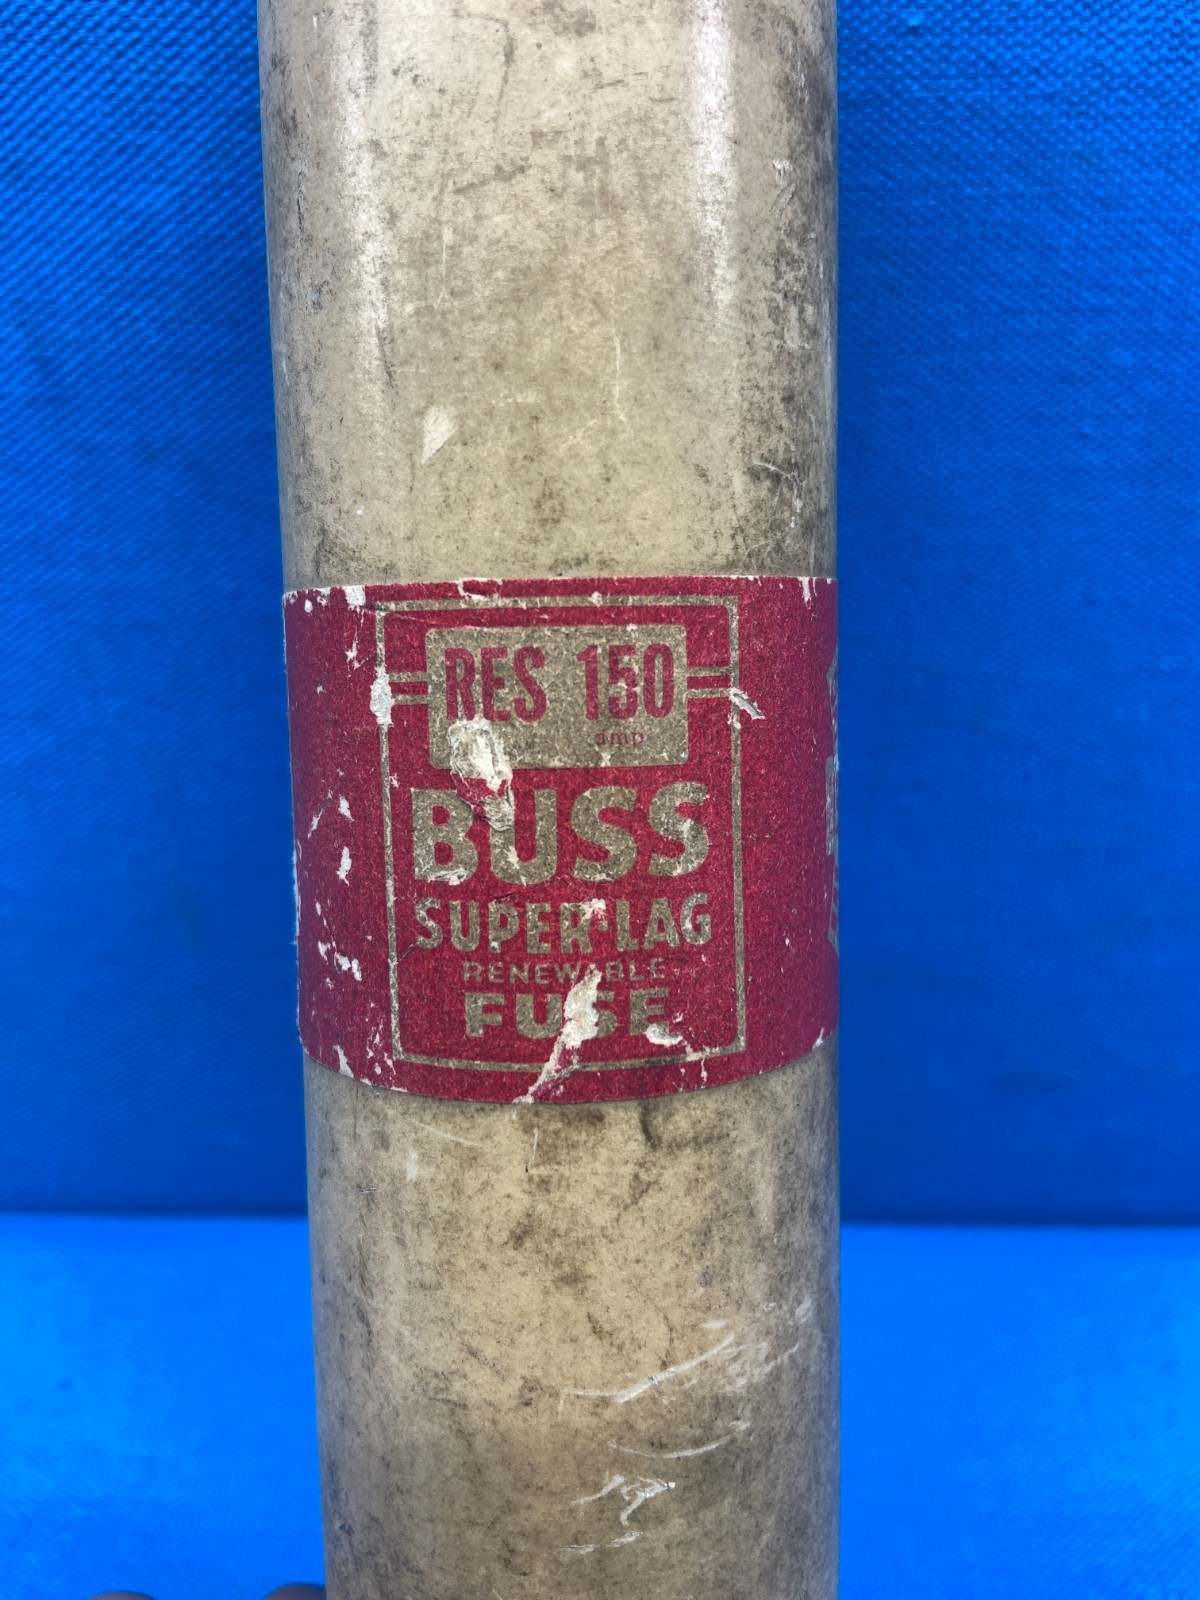 RES 150
amp
BUSS
SUPER-LAG
RENEWABLE
FUSE